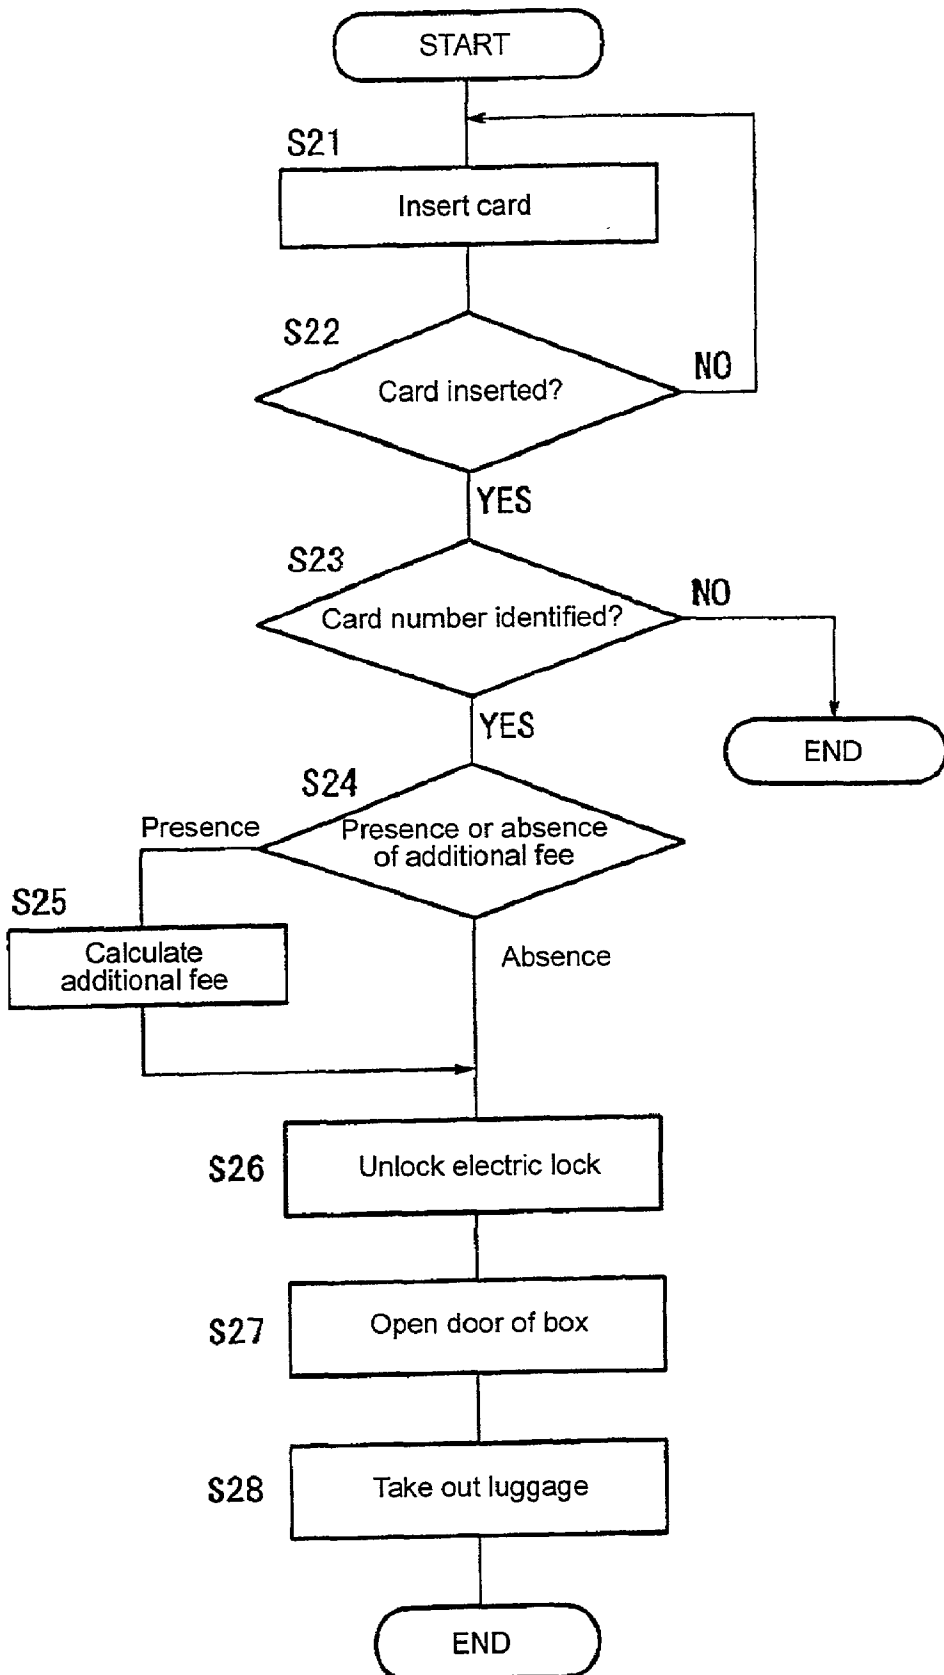 START
S21
Insert card
S22
Card inserted?
NO
YES
S23
Card number identified?
NO
YES
END
S24
Presence or absence
of additional fee
Presence
S25
Calculate
additional fee
Absence
S26
Unlock electric lock
S27
Open door of box
S28
Take out luggage
END